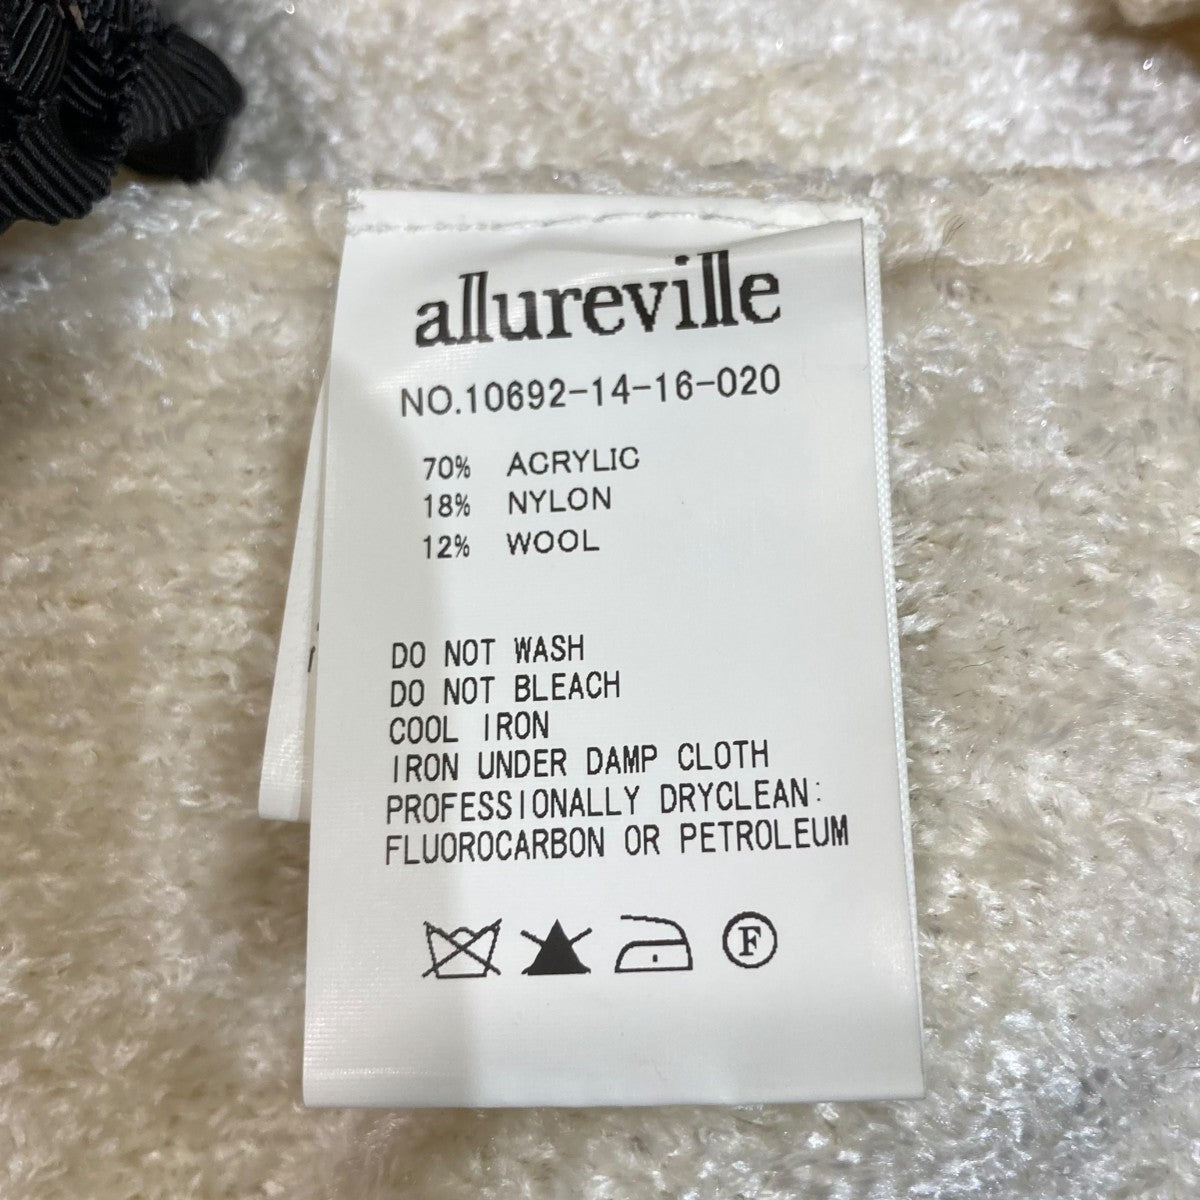 allureville
NO.10692-14-16-020
70% ACRYLIC
18% NYLON
12% WOOL
DO NOT WASH
DO NOT BLEACH
COOL IRON
IRON UNDER DAMP CLOTH
PROFESSIONALLY DRYCLEAN:
FLUOROCARBON OR PETROLEUM
F